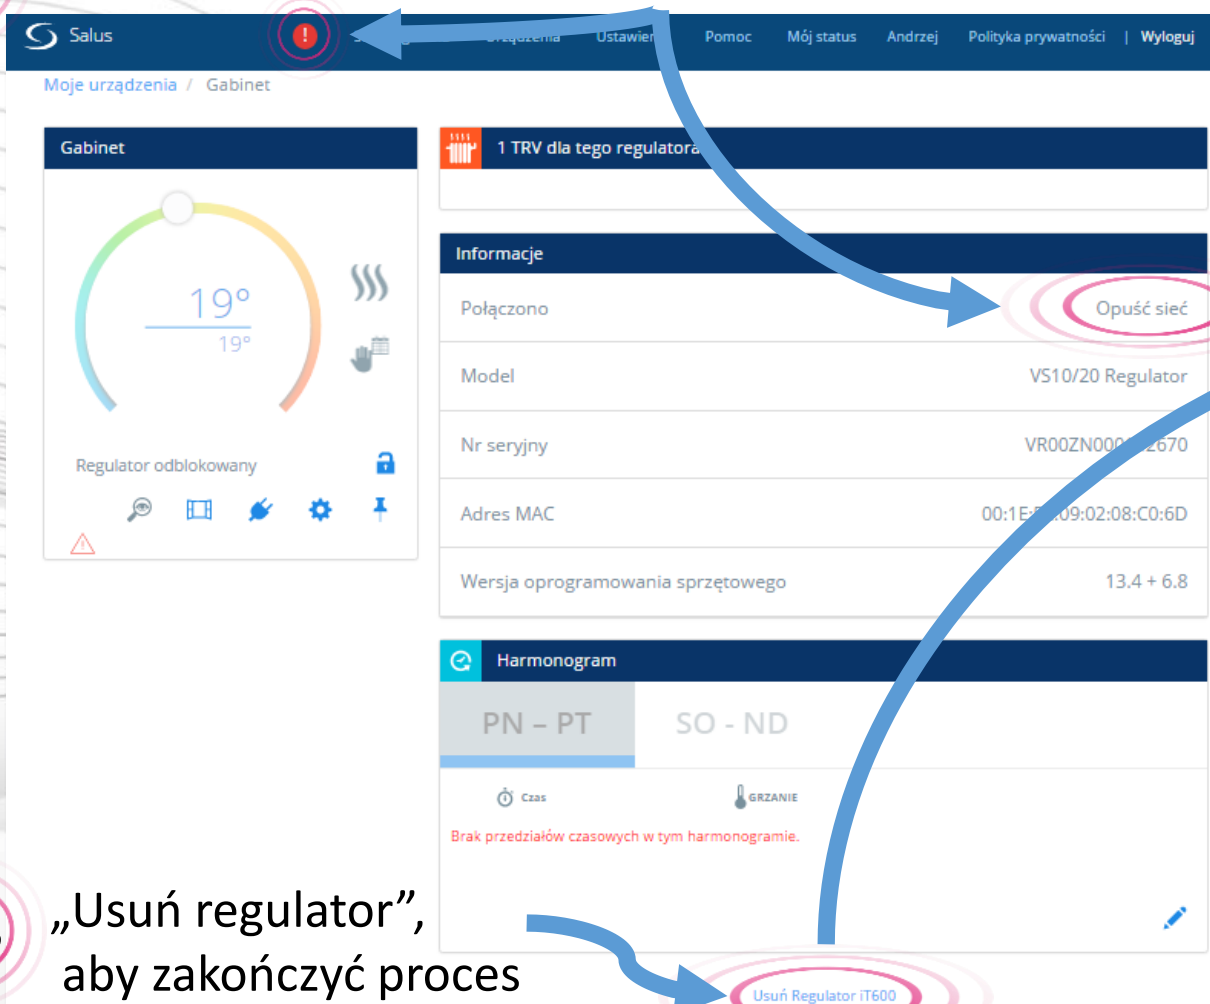 Salus
! Ustawien Pomoc Mój status Andrzej Polityka prywatności | Wyloguj
Moje urządzenia / Gabinet
Gabinet
19°
19°
Regulator odblokowany
1 TRV dla tego regulatora
Informacje
Połączono Opuść sieć
Model VS10/20 Regulator
Nr seryjny
Adres MAC
Wersja oprogramowania sprzętowego 13.4 + 6.8
Harmonogram
PN – PT SO - ND
Czas GRZANIE
Brak przedziałów czasowych w tym harmonogramie.
„Usuń regulator”,
aby zakończyć proces
Usuń Regulator iT600